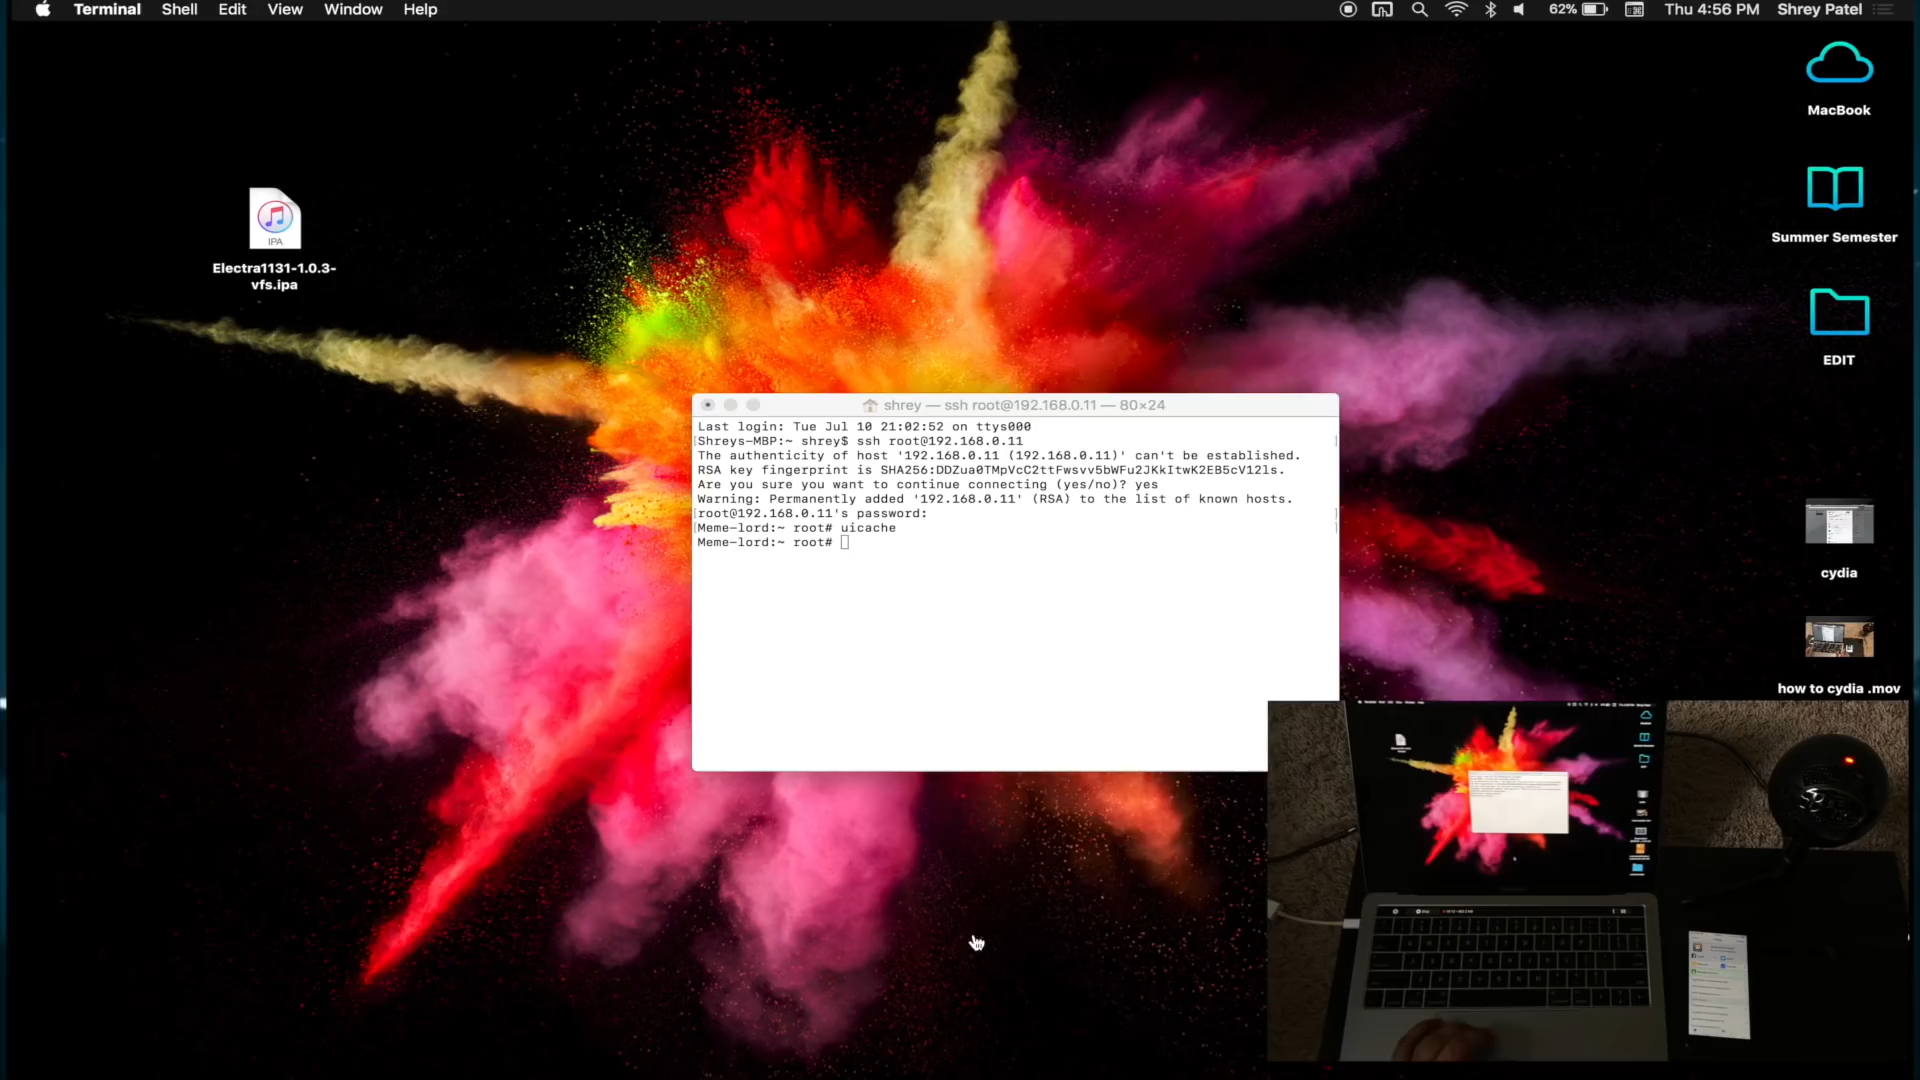 Terminal Shell Edit View Window Help
62% Thu 4:56 PM Shrey Patel
MacBook
Summer Semester
EDIT
cydia
how to cydia .mov
IPA
Electra1131-1.0.3-
vfs.ipa
shrey — ssh root@192.168.0.11 — 80×24
Last login: Tue Jul 10 21:02:52 on ttys000
[Shreys-MBP:~ shrey$ ssh root@192.168.0.11 ]
The authenticity of host '192.168.0.11 (192.168.0.11)' can't be established.
RSA key fingerprint is SHA256:DDZua0TMpVcC2ttFwsvv5bWFu2JKkItwK2EB5cV12ls.
Are you sure you want to continue connecting (yes/no)? yes
Warning: Permanently added '192.168.0.11' (RSA) to the list of known hosts.
[root@192.168.0.11's password: ]
[Meme-lord:~ root# uicache ]
Meme-lord:~ root#